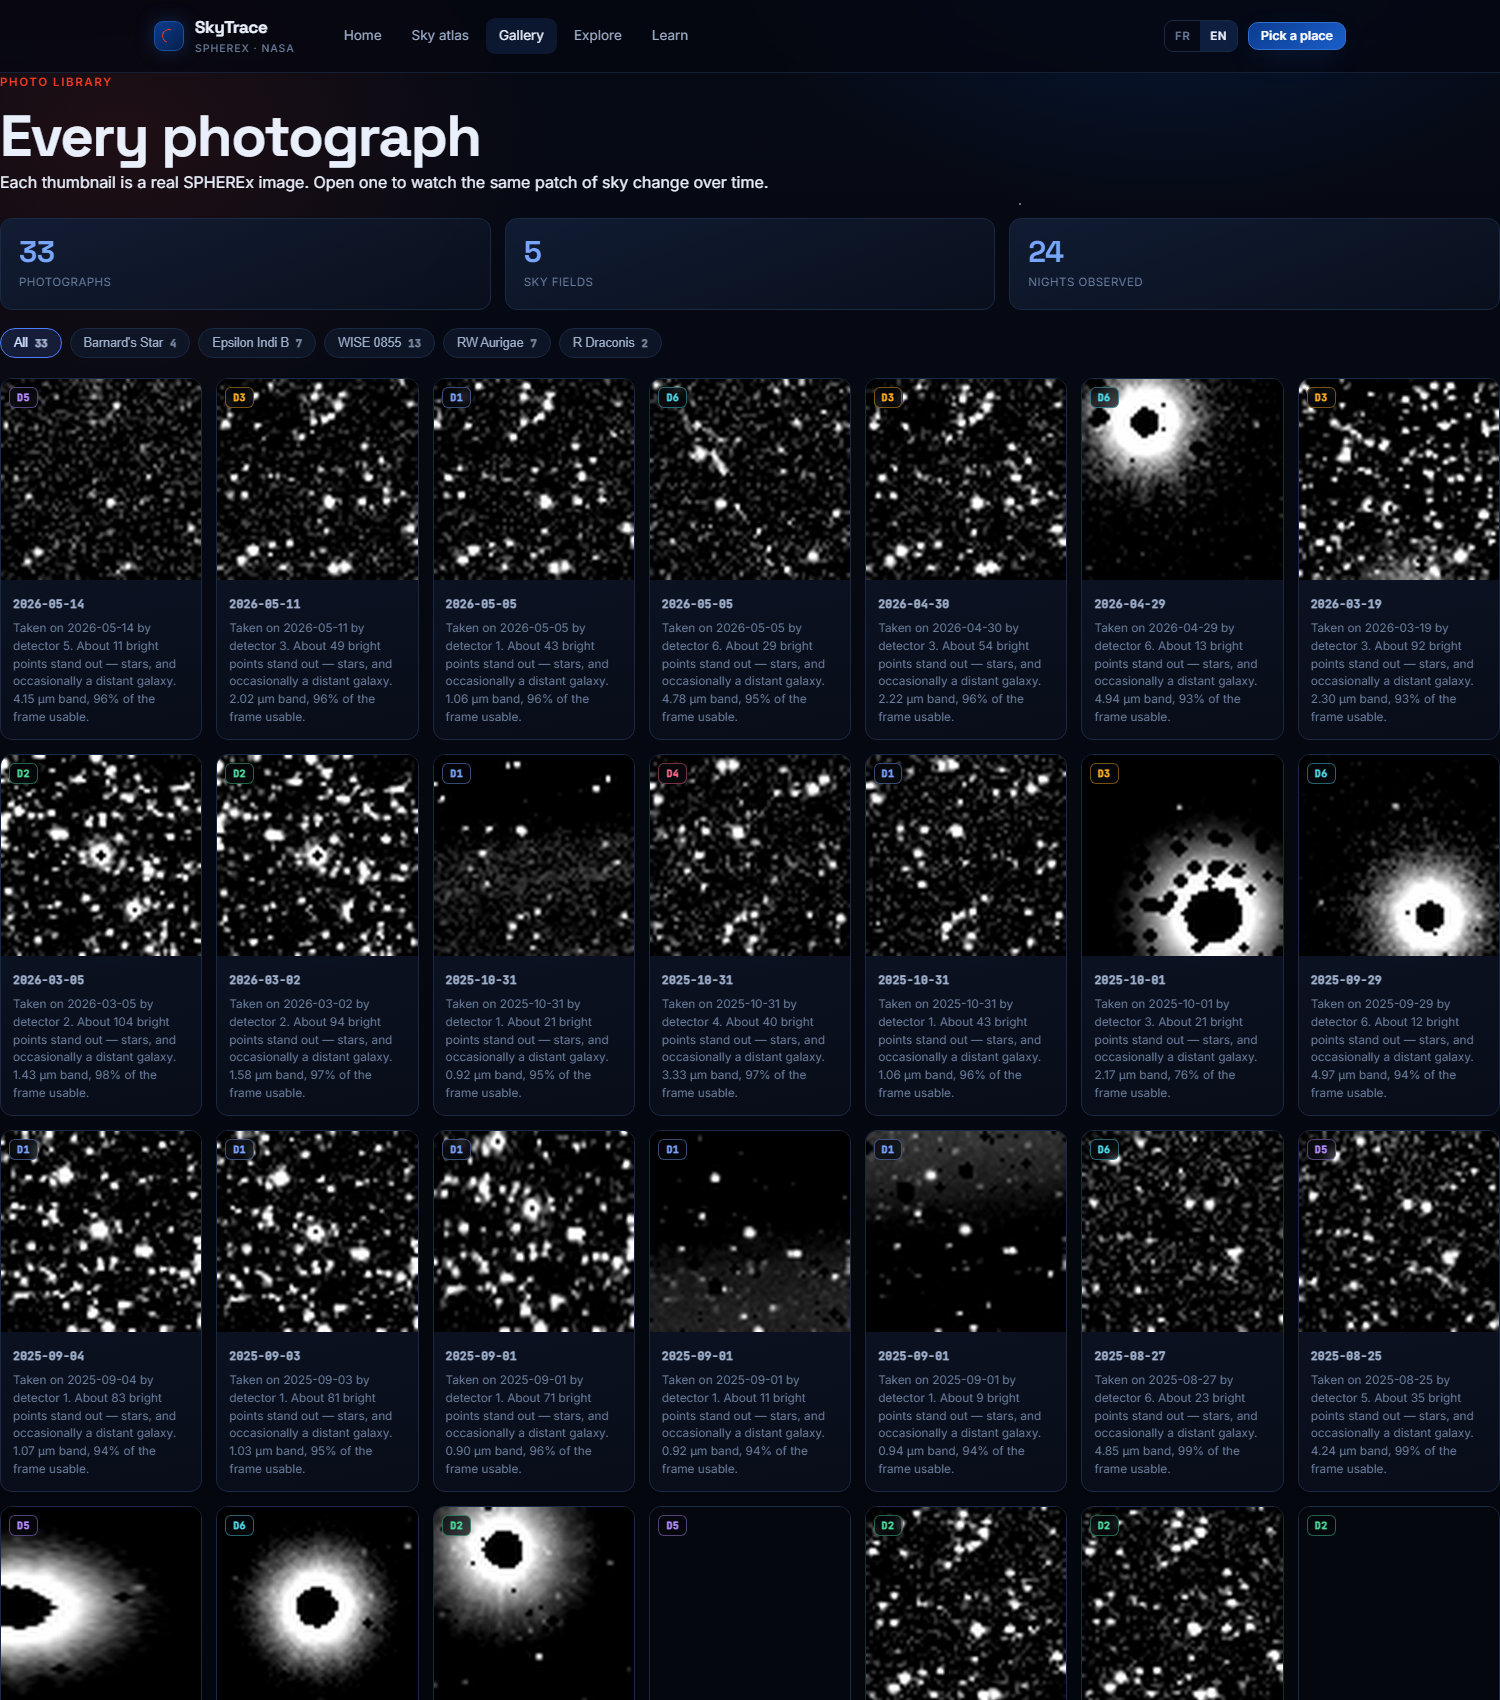 SkyTrace
SPHEREX · NASA
Home
Sky atlas
Gallery
Explore
Learn
FR
EN
Pick a place
PHOTO LIBRARY
Every photograph
Each thumbnail is a real SPHEREx image. Open one to watch the same patch of sky change over time.
33
PHOTOGRAPHS
5
SKY FIELDS
24
NIGHTS OBSERVED
All 33
Barnard's Star 4
Epsilon Indi B 7
WISE 0855 13
RW Aurigae 7
R Draconis 2
D5
2026-05-14
Taken on 2026-05-14 by
detector 5. About 11 bright
points stand out — stars, and
occasionally a distant galaxy.
4.15 µm band, 96% of the
frame usable.
D3
2026-05-11
Taken on 2026-05-11 by
detector 3. About 49 bright
points stand out — stars, and
occasionally a distant galaxy.
2.02 µm band, 96% of the
frame usable.
D1
2026-05-05
Taken on 2026-05-05 by
detector 1. About 43 bright
points stand out — stars, and
occasionally a distant galaxy.
1.06 µm band, 96% of the
frame usable.
D6
2026-05-05
Taken on 2026-05-05 by
detector 6. About 29 bright
points stand out — stars, and
occasionally a distant galaxy.
4.78 µm band, 95% of the
frame usable.
D3
2026-04-30
Taken on 2026-04-30 by
detector 3. About 54 bright
points stand out — stars, and
occasionally a distant galaxy.
2.22 µm band, 96% of the
frame usable.
D6
2026-04-29
Taken on 2026-04-29 by
detector 6. About 13 bright
points stand out — stars, and
occasionally a distant galaxy.
4.94 µm band, 93% of the
frame usable.
D3
2026-03-19
Taken on 2026-03-19 by
detector 3. About 92 bright
points stand out — stars, and
occasionally a distant galaxy.
2.30 µm band, 93% of the
frame usable.
D2
2026-03-05
Taken on 2026-03-05 by
detector 2. About 104 bright
points stand out — stars, and
occasionally a distant galaxy.
1.43 µm band, 98% of the
frame usable.
D2
2026-03-02
Taken on 2026-03-02 by
detector 2. About 94 bright
points stand out — stars, and
occasionally a distant galaxy.
1.58 µm band, 97% of the
frame usable.
D1
2025-10-31
Taken on 2025-10-31 by
detector 1. About 21 bright
points stand out — stars, and
occasionally a distant galaxy.
0.92 µm band, 95% of the
frame usable.
D4
2025-10-31
Taken on 2025-10-31 by
detector 4. About 40 bright
points stand out — stars, and
occasionally a distant galaxy.
3.33 µm band, 97% of the
frame usable.
D1
2025-10-31
Taken on 2025-10-31 by
detector 1. About 43 bright
points stand out — stars, and
occasionally a distant galaxy.
1.06 µm band, 96% of the
frame usable.
D3
2025-10-01
Taken on 2025-10-01 by
detector 3. About 21 bright
points stand out — stars, and
occasionally a distant galaxy.
2.17 µm band, 76% of the
frame usable.
D6
2025-09-29
Taken on 2025-09-29 by
detector 6. About 12 bright
points stand out — stars, and
occasionally a distant galaxy.
4.97 µm band, 94% of the
frame usable.
D1
2025-09-04
Taken on 2025-09-04 by
detector 1. About 83 bright
points stand out — stars, and
occasionally a distant galaxy.
1.07 µm band, 94% of the
frame usable.
D1
2025-09-03
Taken on 2025-09-03 by
detector 1. About 81 bright
points stand out — stars, and
occasionally a distant galaxy.
1.03 µm band, 95% of the
frame usable.
D1
2025-09-01
Taken on 2025-09-01 by
detector 1. About 71 bright
points stand out — stars, and
occasionally a distant galaxy.
0.90 µm band, 96% of the
frame usable.
D1
2025-09-01
Taken on 2025-09-01 by
detector 1. About 11 bright
points stand out — stars, and
occasionally a distant galaxy.
0.92 µm band, 94% of the
frame usable.
D1
2025-09-01
Taken on 2025-09-01 by
detector 1. About 9 bright
points stand out — stars, and
occasionally a distant galaxy.
0.94 µm band, 94% of the
frame usable.
D6
2025-08-27
Taken on 2025-08-27 by
detector 6. About 23 bright
points stand out — stars, and
occasionally a distant galaxy.
4.85 µm band, 99% of the
frame usable.
D5
2025-08-25
Taken on 2025-08-25 by
detector 5. About 35 bright
points stand out — stars, and
occasionally a distant galaxy.
4.24 µm band, 99% of the
frame usable.
D5
D6
D2
D5
D2
D2
D2